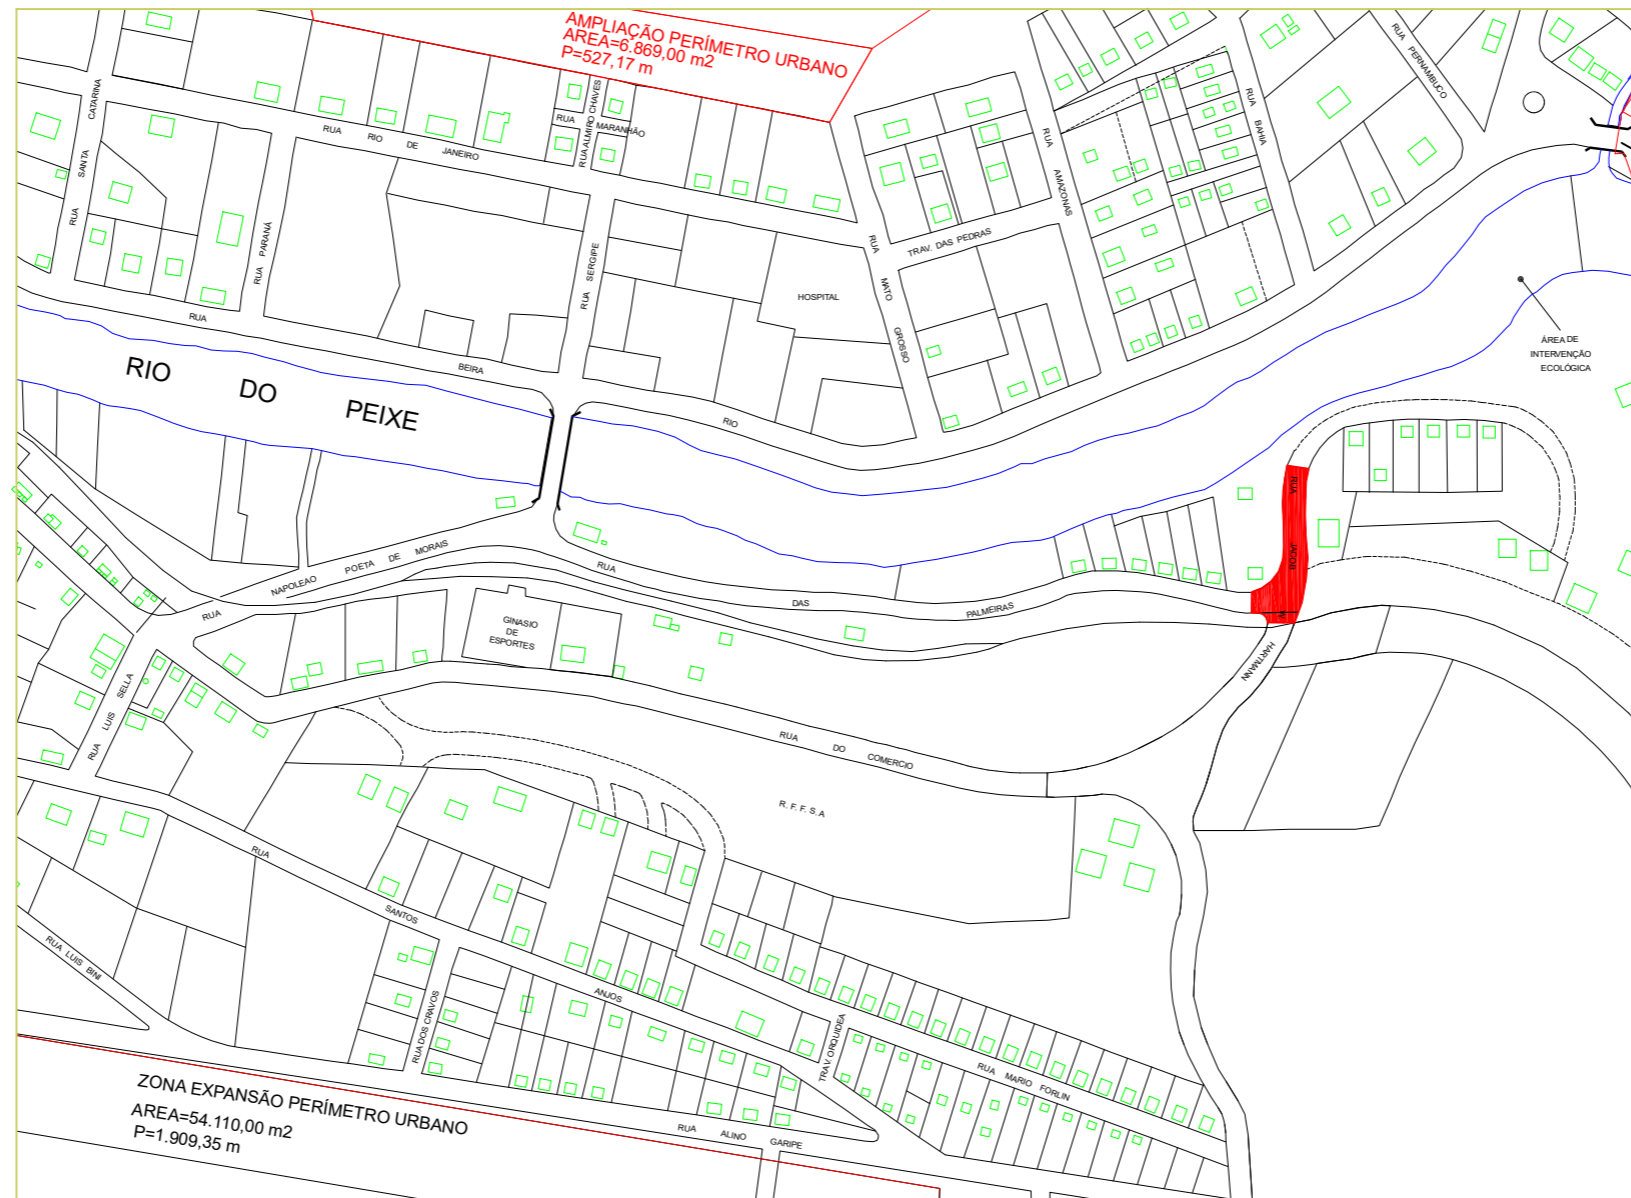 AMPLIAÇÃO PERÍMETRO URBANO
AREA=6.869,00 m2
P=527,17 m
RUA SANTA CATARINA
RUA RIO DE JANEIRO
RUA ALMIRO CHAVES
RUA MARANHÃO
RUA PARANÁ
RUA SERGIPE
HOSPITAL
RUA MATO GROSSO
TRAV. DAS PEDRAS
RUA AMAZONAS
RUA BAHIA
RUA PERNAMBUCO
ÁREA DE
INTERVENÇÃO
ECOLÓGICA
RUA BEIRA RIO
RIO DO PEIXE
RUA NAPOLEAO POETA DE MORAIS
RUA DAS PALMEIRAS
RUA JACOB
HARTMANN
GINASIO
DE
ESPORTES
RUA LUIS SELLA
RUA DO COMERCIO
R. F. F. S. A
RUA SANTOS ANJOS
RUA LUIS BINI
RUA DOS CRAVOS
TRAV. ORQUIDEA
RUA MARIO FORLIN
RUA ALINO GARIPE
ZONA EXPANSÃO PERÍMETRO URBANO
AREA=54.110,00 m2
P=1.909,35 m